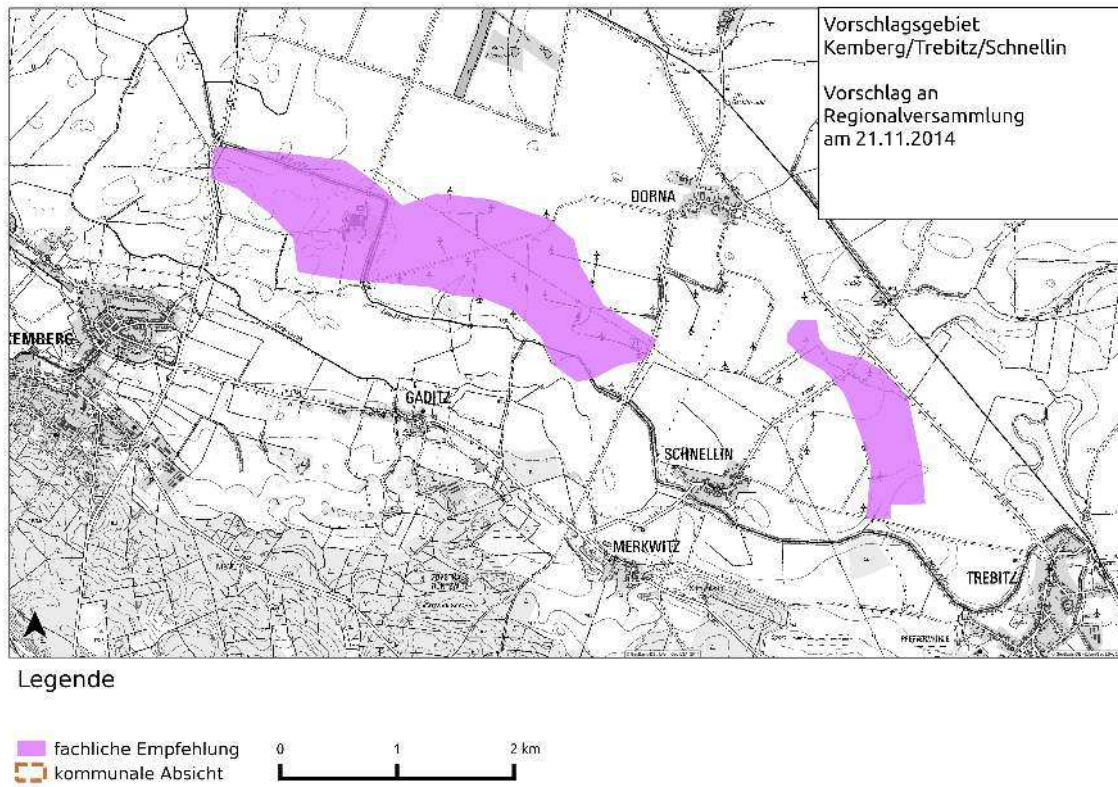 Vorschlagsgebiet
Kemberg/Trebitz/Schnellin
Vorschlag an
Regionalversammlung
am 21.11.2014
DORNA
KEMBERG
GADITZ
SCHNELLIN
MERKWITZ
TREBITZ
Legende
fachliche Empfehlung
kommunale Absicht
0 1 2 km